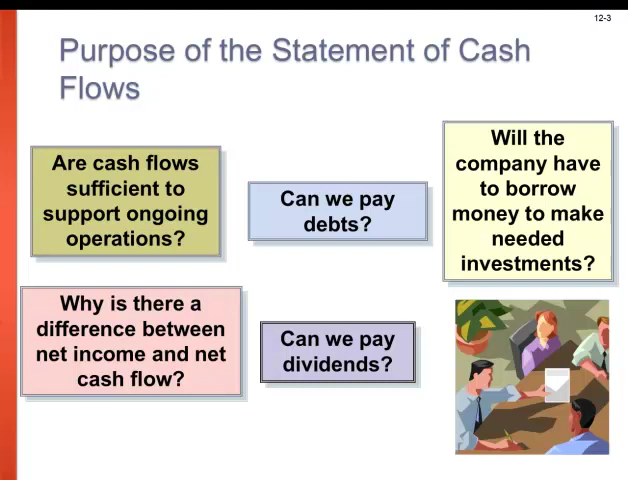 12-3
Purpose of the Statement of Cash
Flows
Are cash flows
sufficient to
support ongoing
operations?
Can we pay
debts?
Will the
company have
to borrow
money to make
needed
investments?
Why is there a
difference between
net income and net
cash flow?
Can we pay
dividends?